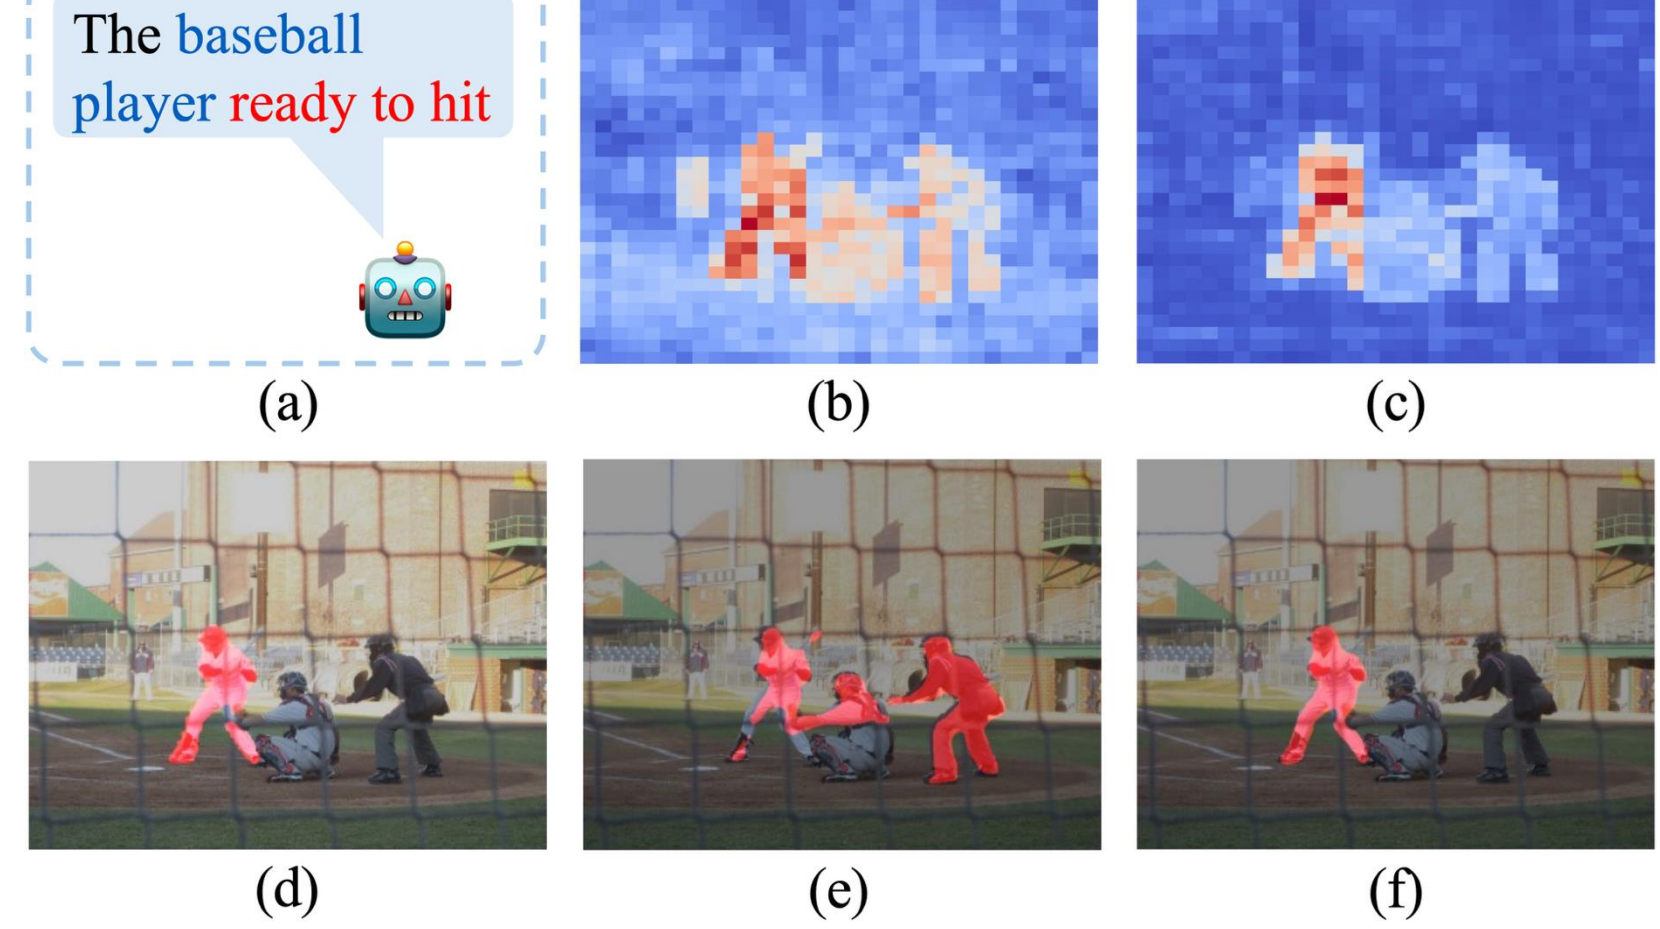 The baseball
player ready to hit
(a)
(b)
(c)
(d)
(e)
(f)